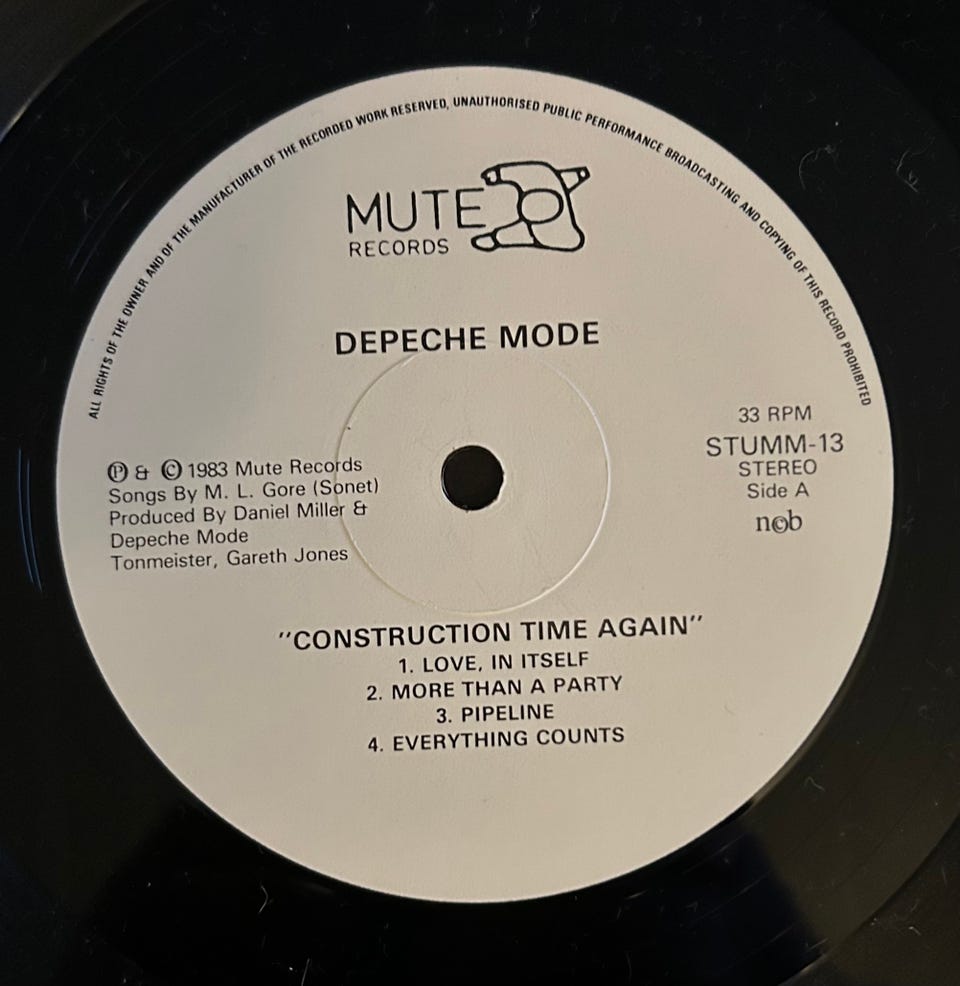 ALL RIGHTS OF THE OWNER AND OF THE MANUFACTURER OF THE RECORDED WORK RESERVED, UNAUTHORISED PUBLIC PERFORMANCE BROADCASTING AND COPYING OF THIS RECORD PROHIBITED
MUTE
RECORDS
DEPECHE MODE
33 RPM
STUMM-13
STEREO
Side A
ncb
℗ & © 1983 Mute Records
Songs By M. L. Gore (Sonet)
Produced By Daniel Miller &
Depeche Mode
Tonmeister, Gareth Jones
"CONSTRUCTION TIME AGAIN"
1. LOVE, IN ITSELF
2. MORE THAN A PARTY
3. PIPELINE
4. EVERYTHING COUNTS